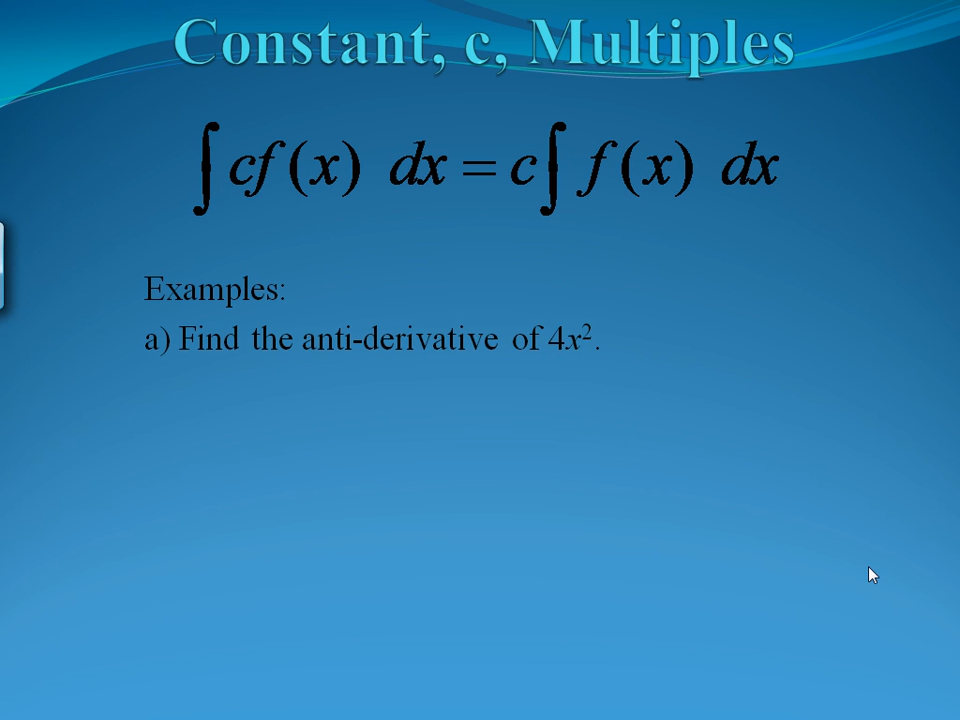 Constant, c, Multiples
∫ cf(x) dx = c ∫ f(x) dx
Examples:
a) Find the anti-derivative of 4x².